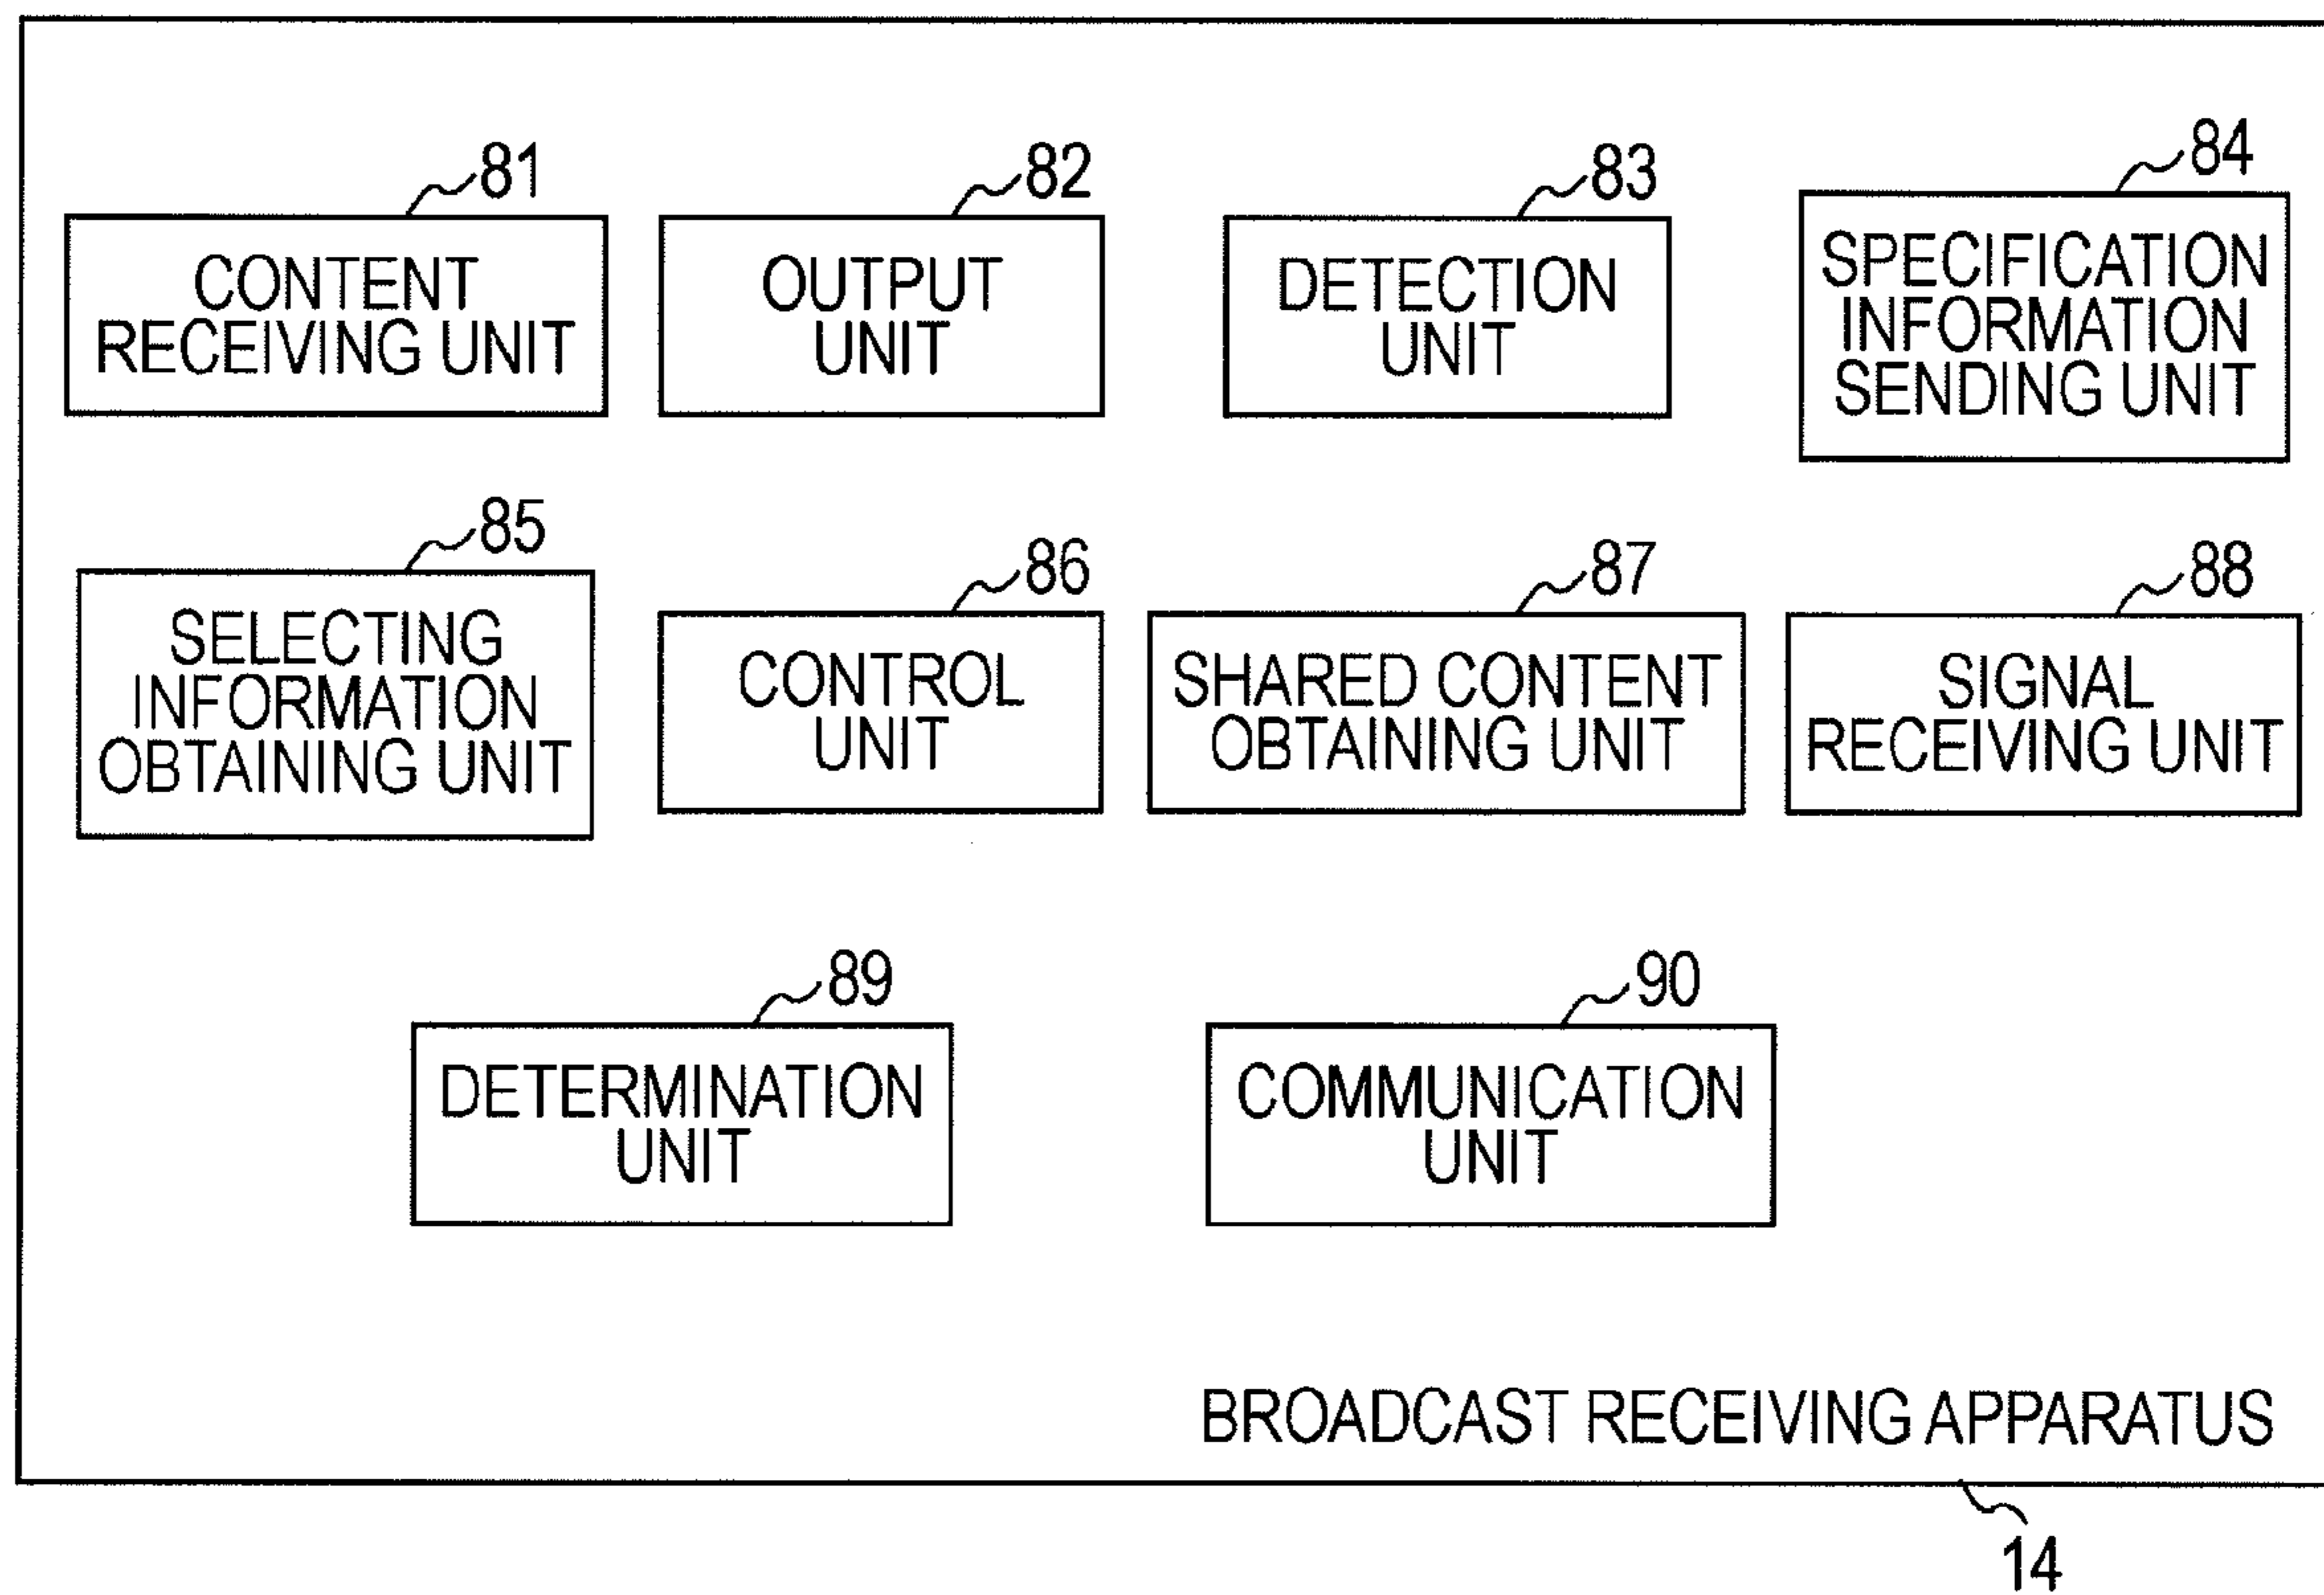 81
CONTENT
RECEIVING UNIT
82
OUTPUT
UNIT
83
DETECTION
UNIT
84
SPECIFICATION
INFORMATION
SENDING UNIT
85
SELECTING
INFORMATION
OBTAINING UNIT
86
CONTROL
UNIT
87
SHARED CONTENT
OBTAINING UNIT
88
SIGNAL
RECEIVING UNIT
89
DETERMINATION
UNIT
90
COMMUNICATION
UNIT
BROADCAST RECEIVING APPARATUS
14